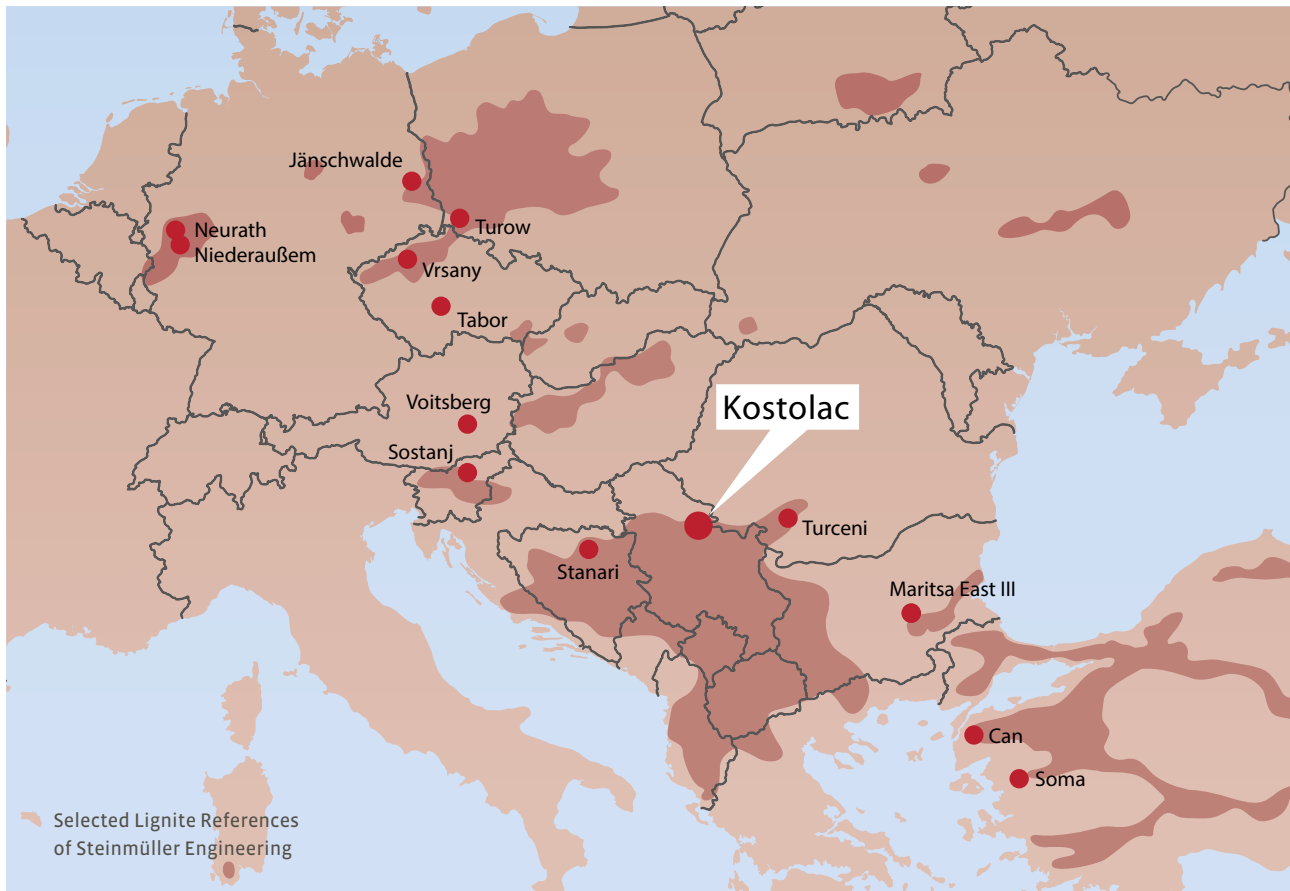 Jänschwalde
Neurath
Niederaußem
Turow
Vrsany
Tabor
Voitsberg
Sostanj
Kostolac
Turceni
Stanari
Maritsa East III
Can
Soma
Selected Lignite References
of Steinmüller Engineering